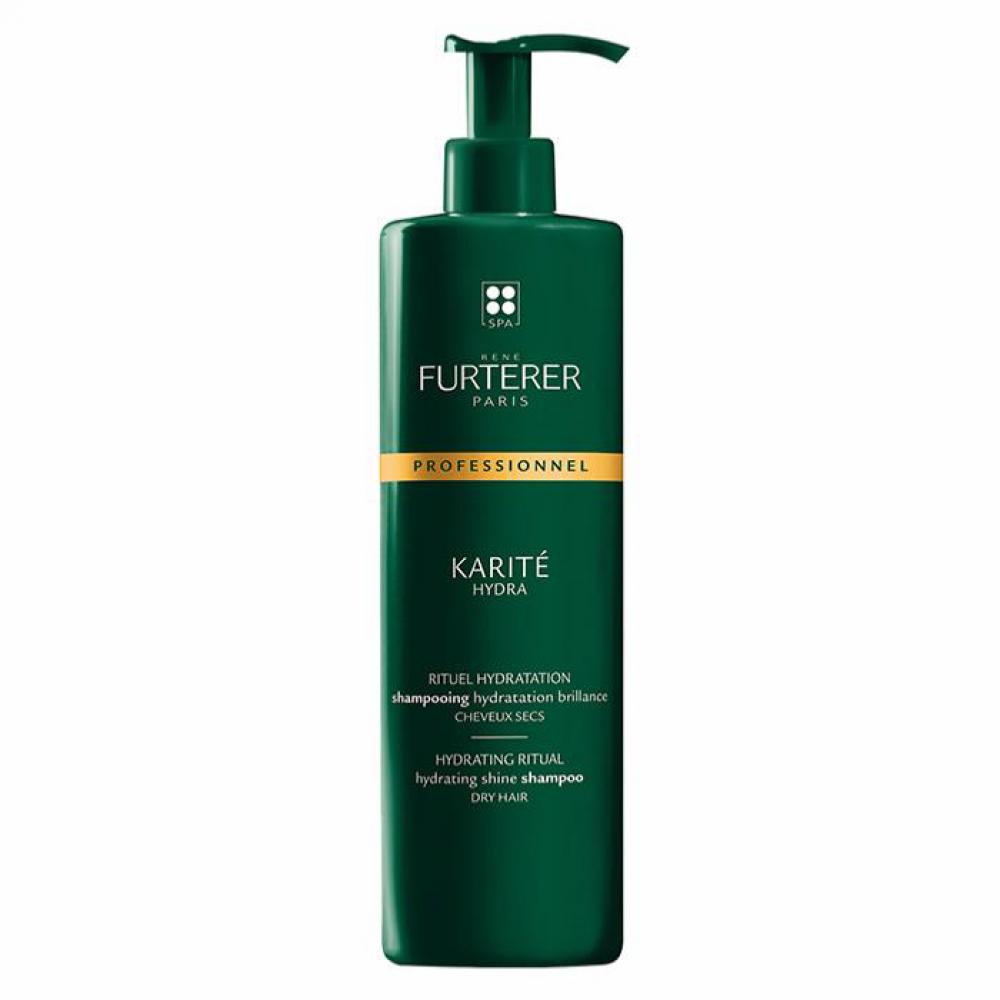 SPA
RENE
FURTERER
PARIS
PROFESSIONNEL
KARITÉ
HYDRA
RITUEL HYDRATATION
shampooing hydratation brillance
CHEVEUX SECS
HYDRATING RITUAL
hydrating shine shampoo
DRY HAIR